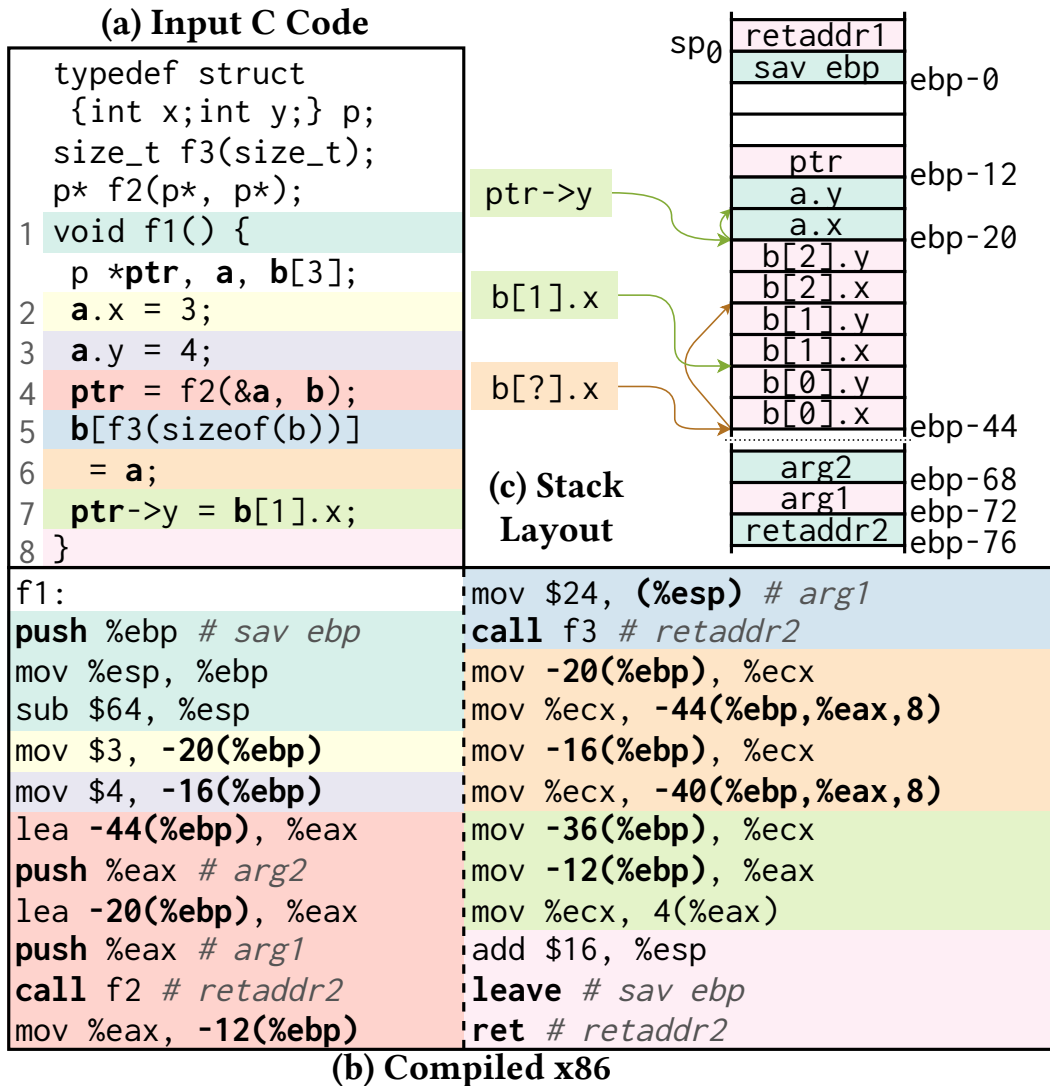 (a) Input C Code
typedef struct
{int x;int y;} p;
size_t f3(size_t);
p* f2(p*, p*);
1 void f1() {
p *ptr, a, b[3];
2 a.x = 3;
3 a.y = 4;
4 ptr = f2(&a, b);
5 b[f3(sizeof(b))]
6 = a;
7 ptr->y = b[1].x;
8 }
sp0
retaddr1
sav ebp
ebp-0
ptr
ebp-12
a.y
a.x
ebp-20
b[2].y
b[2].x
b[1].y
b[1].x
b[0].y
b[0].x
ebp-44
arg2
ebp-68
arg1
ebp-72
retaddr2
ebp-76
ptr->y
b[1].x
b[?].x
(c) Stack
Layout
f1:
push %ebp # sav ebp
mov %esp, %ebp
sub $64, %esp
mov $3, -20(%ebp)
mov $4, -16(%ebp)
lea -44(%ebp), %eax
push %eax # arg2
lea -20(%ebp), %eax
push %eax # arg1
call f2 # retaddr2
mov %eax, -12(%ebp)
mov $24, (%esp) # arg1
call f3 # retaddr2
mov -20(%ebp), %ecx
mov %ecx, -44(%ebp,%eax,8)
mov -16(%ebp), %ecx
mov %ecx, -40(%ebp,%eax,8)
mov -36(%ebp), %ecx
mov -12(%ebp), %eax
mov %ecx, 4(%eax)
add $16, %esp
leave # sav ebp
ret # retaddr2
(b) Compiled x86